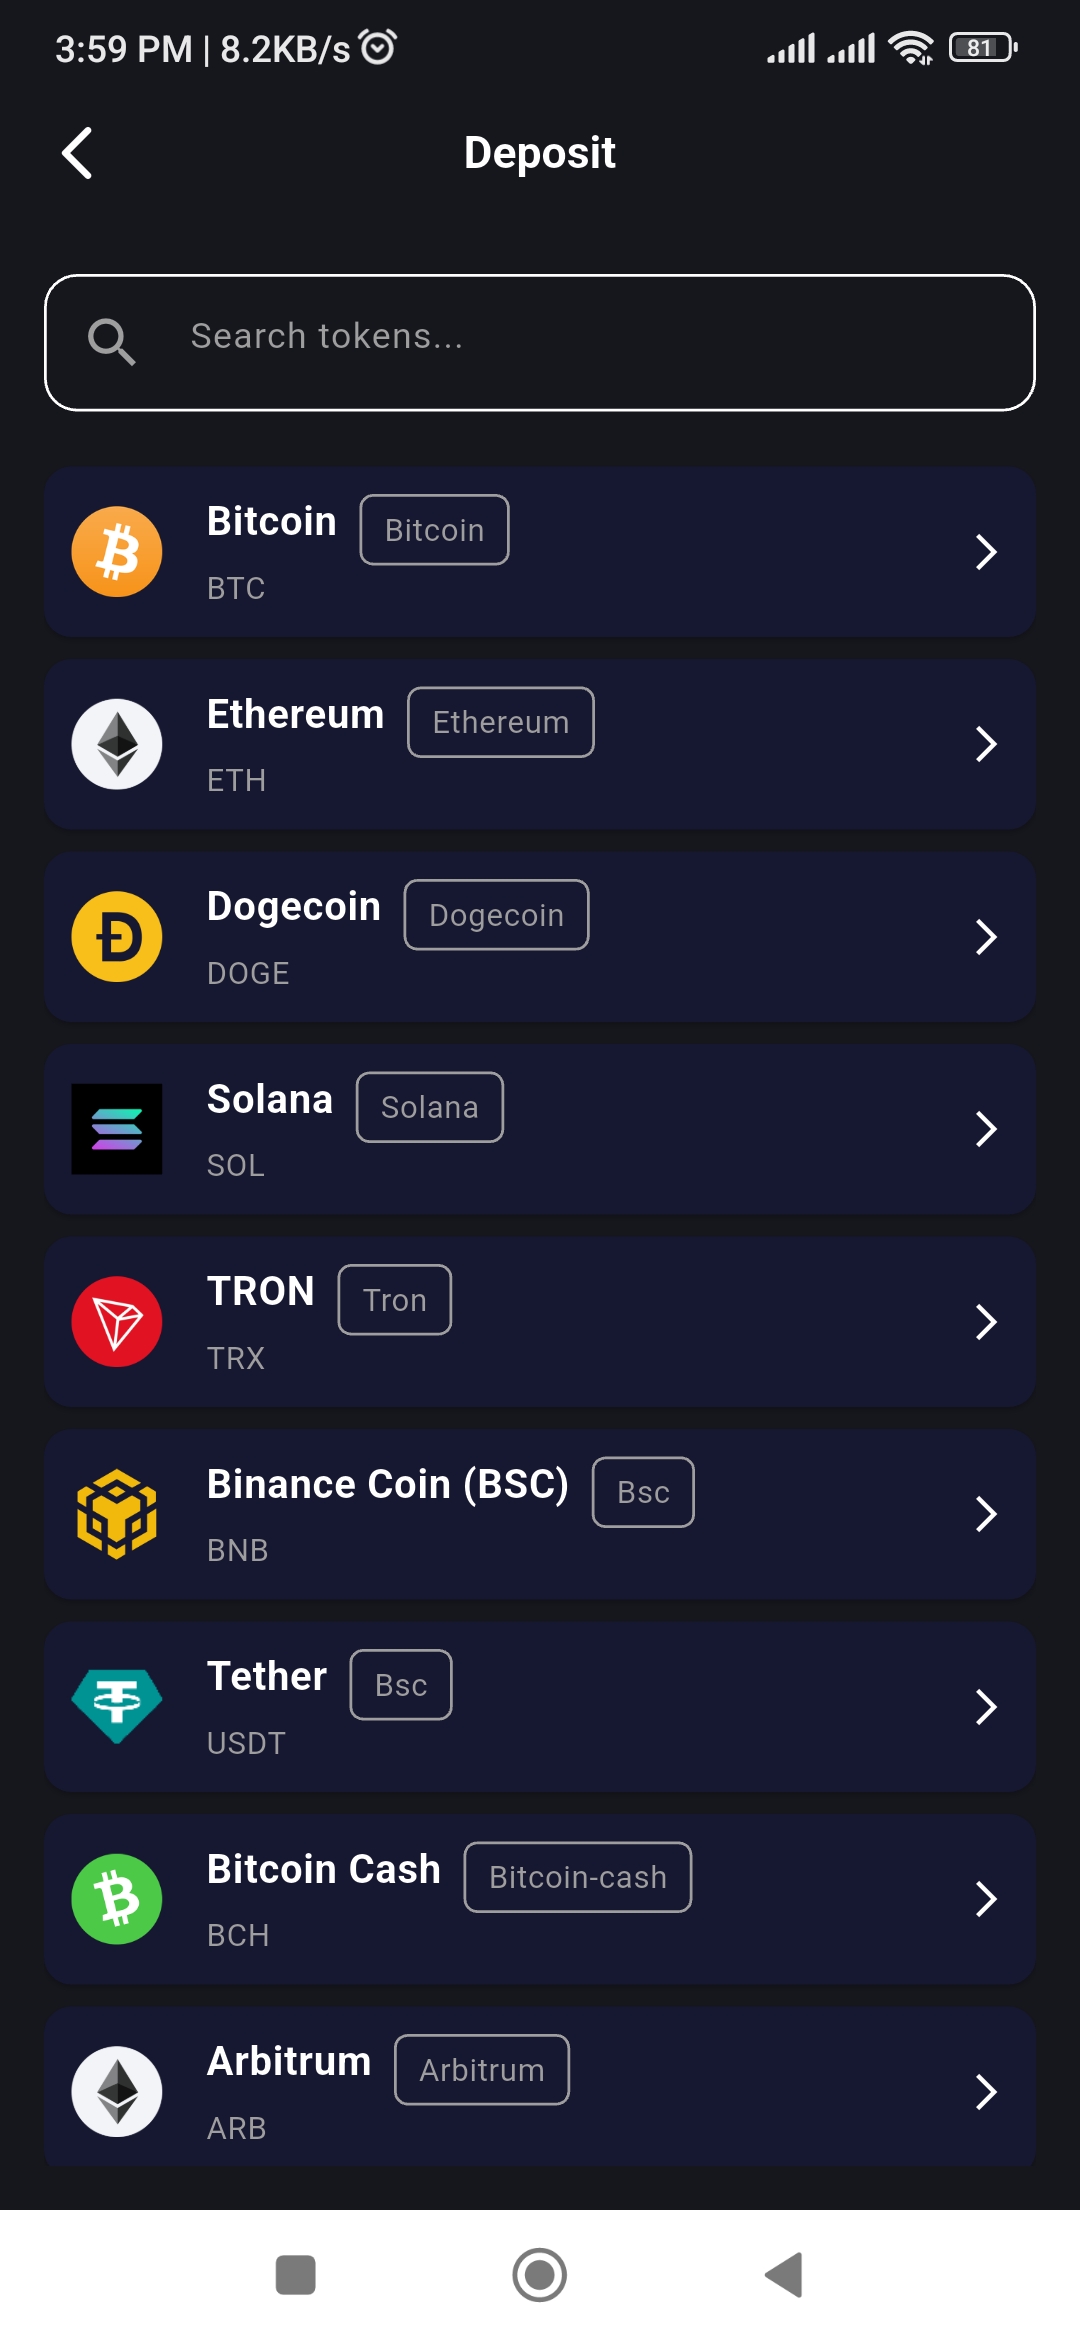 3:59 PM | 8.2KB/s 81
Deposit
Search tokens...
Bitcoin Bitcoin
BTC
Ethereum Ethereum
ETH
Dogecoin Dogecoin
DOGE
Solana Solana
SOL
TRON Tron
TRX
Binance Coin (BSC) Bsc
BNB
Tether Bsc
USDT
Bitcoin Cash Bitcoin-cash
BCH
Arbitrum Arbitrum
ARB